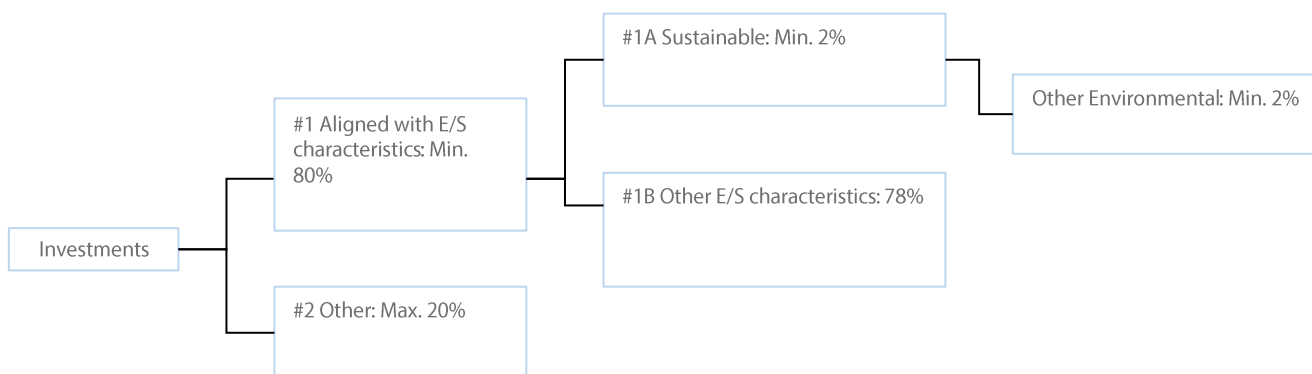 #1A Sustainable: Min. 2%
Other Environmental: Min. 2%
#1 Aligned with E/S
characteristics: Min.
80%
#1B Other E/S characteristics: 78%
Investments
#2 Other: Max. 20%